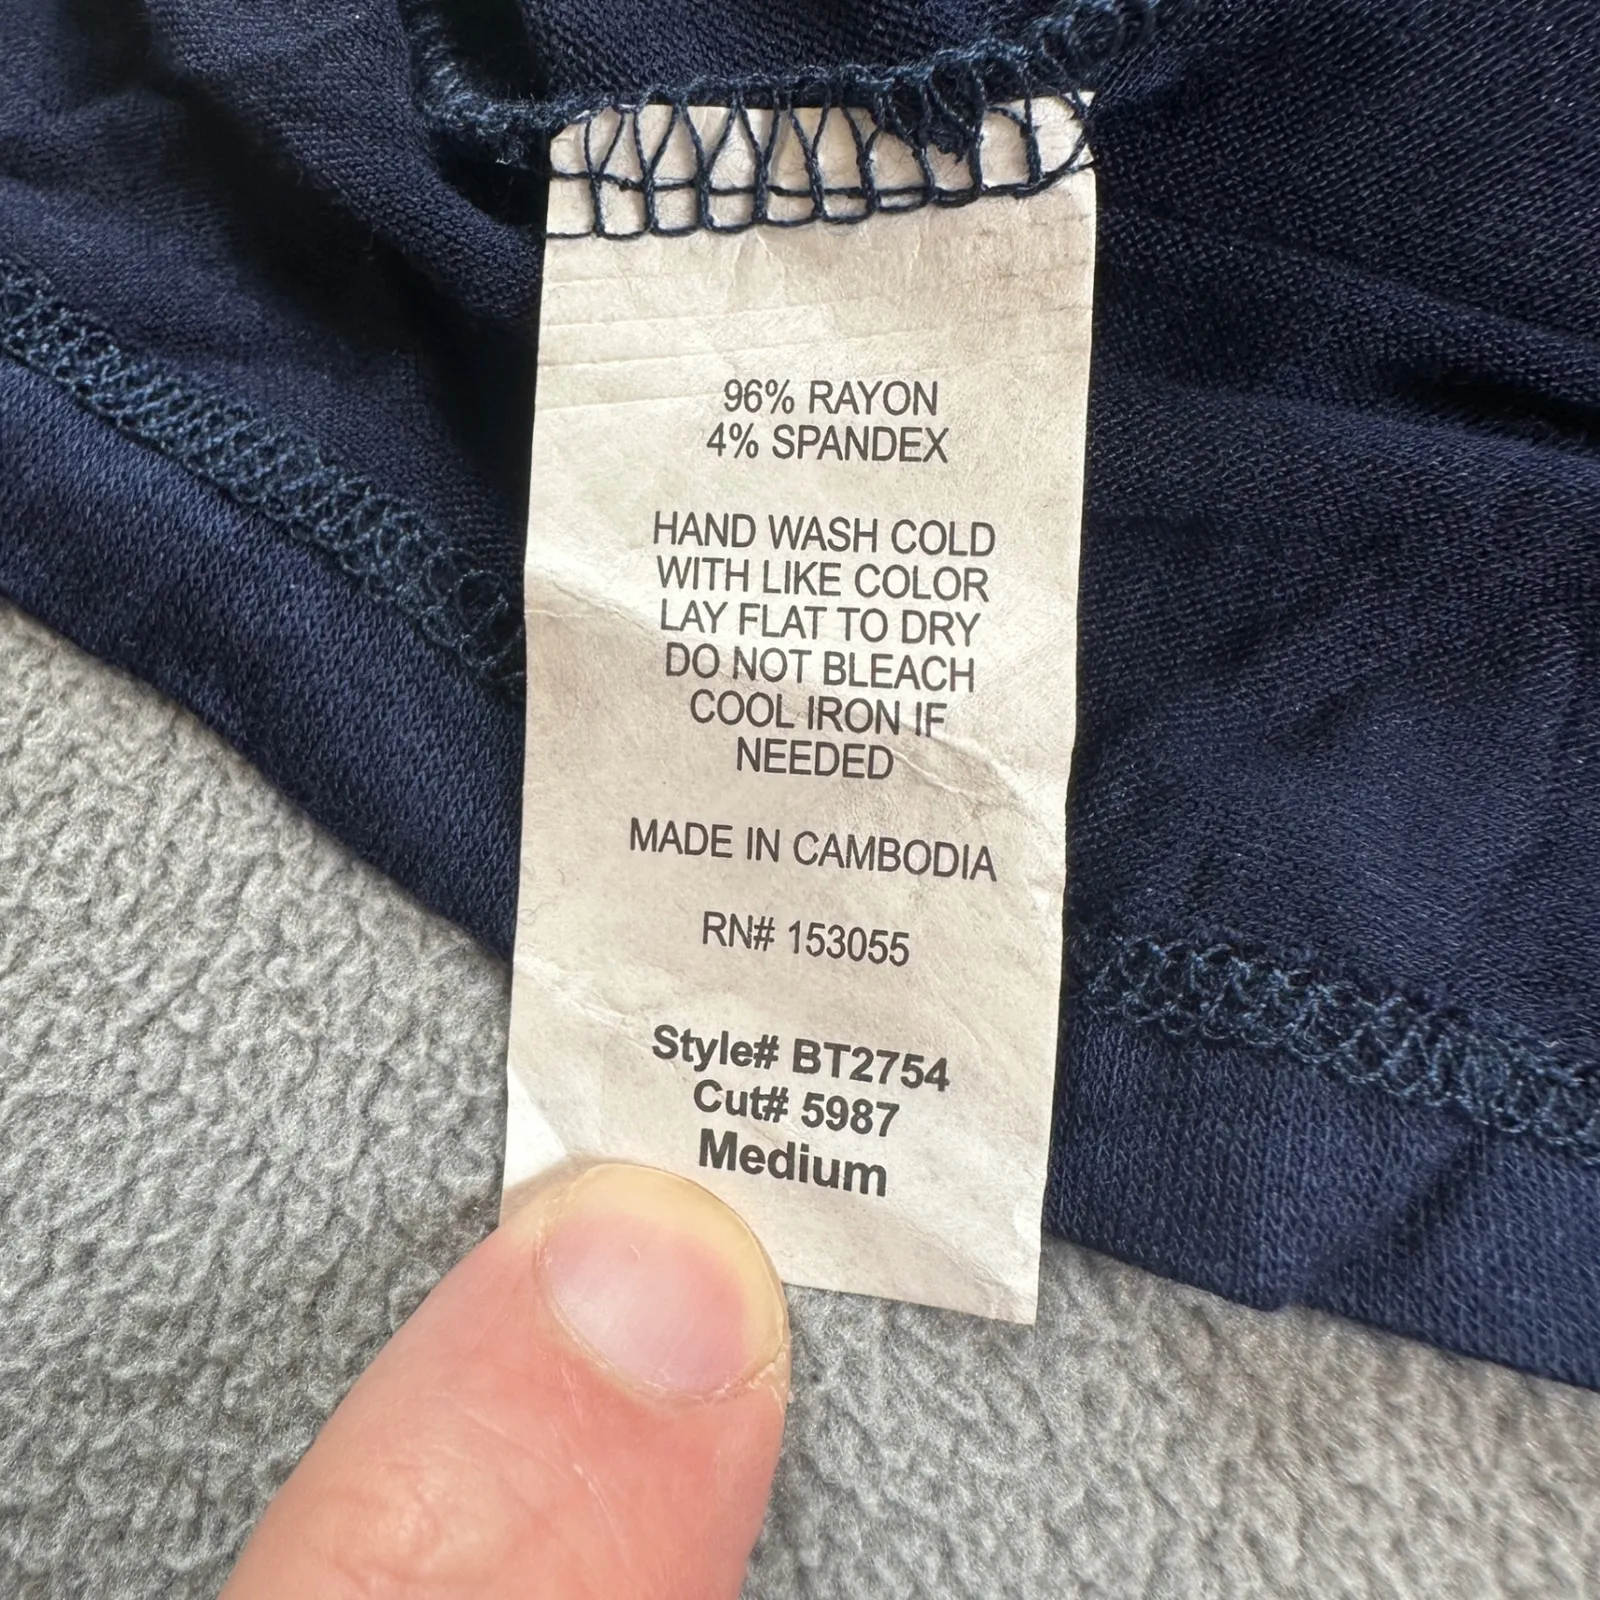 96% RAYON
4% SPANDEX
HAND WASH COLD
WITH LIKE COLOR
LAY FLAT TO DRY
DO NOT BLEACH
COOL IRON IF
NEEDED
MADE IN CAMBODIA
RN# 153055
Style# BT2754
Cut# 5987
Medium